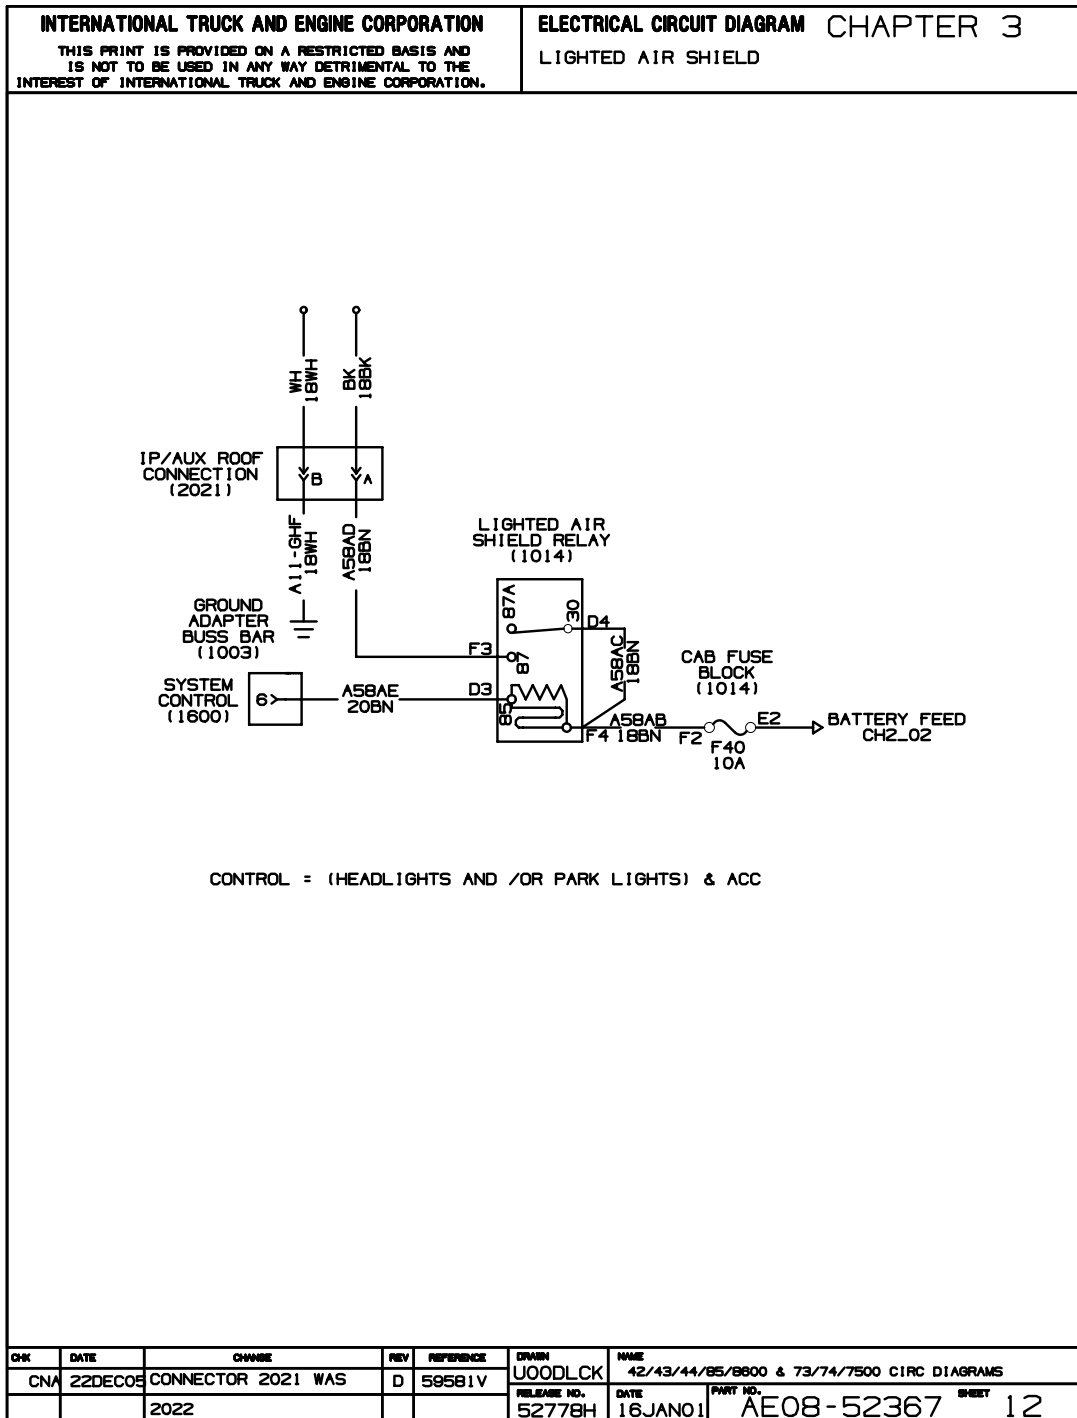 INTERNATIONAL TRUCK AND ENGINE CORPORATION
THIS PRINT IS PROVIDED ON A RESTRICTED BASIS AND
IS NOT TO BE USED IN ANY WAY DETRIMENTAL TO THE
INTEREST OF INTERNATIONAL TRUCK AND ENGINE CORPORATION.
ELECTRICAL CIRCUIT DIAGRAM CHAPTER 3
LIGHTED AIR SHIELD
WH
18WH
BK
18BK
IP/AUX ROOF
CONNECTION
(2021)
B
A
A11-GHF
18WH
A58AD
18BN
LIGHTED AIR
SHIELD RELAY
(1014)
GROUND
ADAPTER
BUSS BAR
(1003)
87A
30
D4
F3
87
A58AC
18BN
CAB FUSE
BLOCK
(1014)
SYSTEM
CONTROL
(1600)
6
A58AE
20BN
D3
85
F4
A58AB
18BN
F2
F40
10A
E2
BATTERY FEED
CH2_02
CONTROL = (HEADLIGHTS AND /OR PARK LIGHTS) & ACC
CHK DATE CHANGE REV REFERENCE
CNA 22DEC05 CONNECTOR 2021 WAS D 59581V
2022
DRAWN
U00DLCK
NAME
42/43/44/85/8600 & 73/74/7500 CIRC DIAGRAMS
RELEASE NO.
52778H
DATE
16JAN01
PART NO.
AE08-52367
SHEET
12